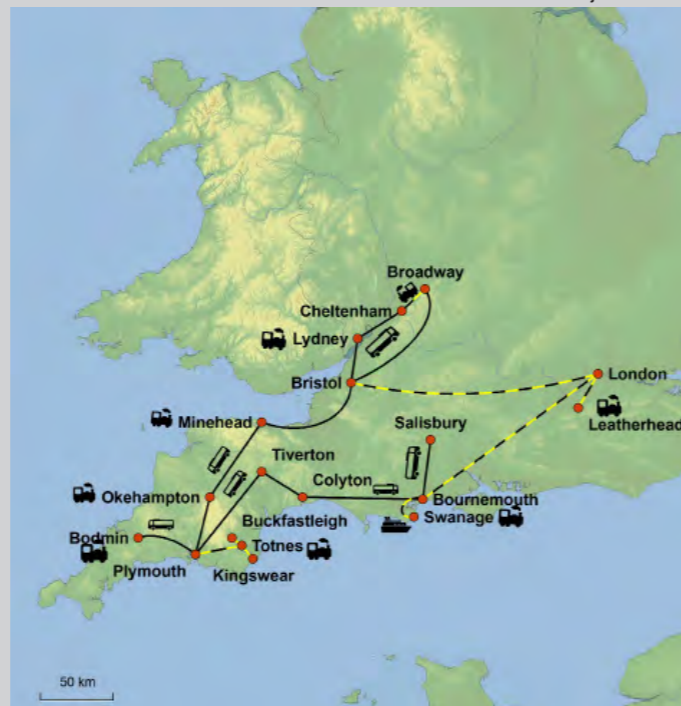 Broadway
Cheltenham
Lydney
Bristol
London
Leatherhead
Minehead
Salisbury
Tiverton
Okehampton
Colyton
Bournemouth
Swanage
Buckfastleigh
Bodmin
Totnes
Plymouth
Kingswear
50 km